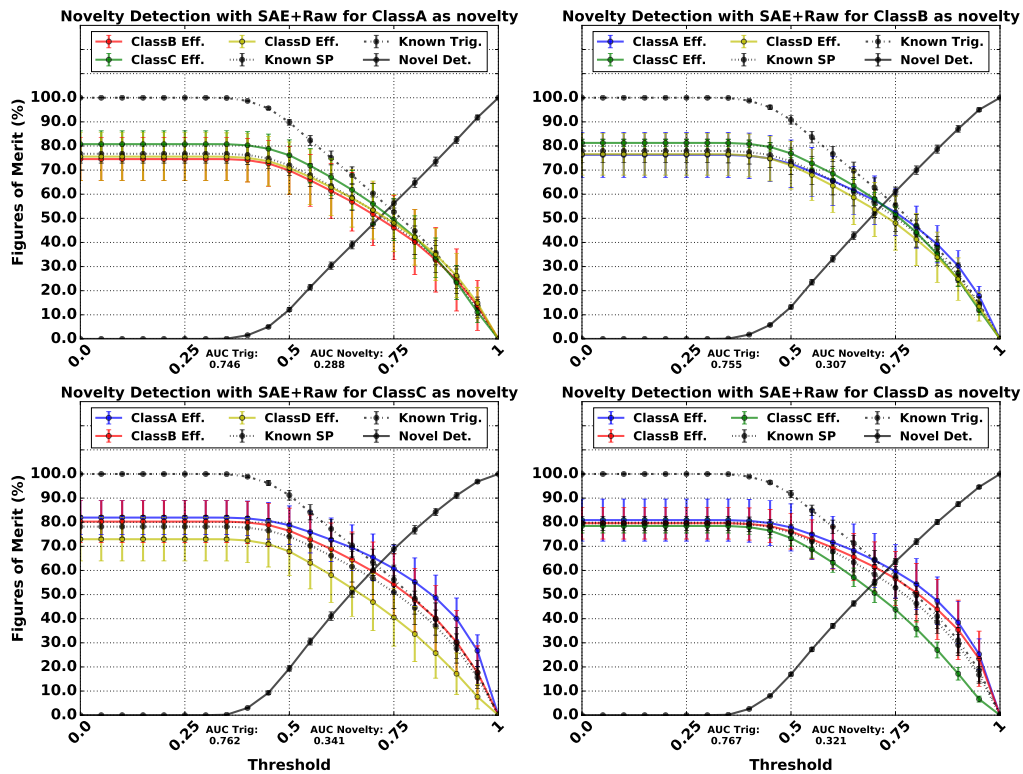 Novelty Detection with SAE+Raw for ClassA as novelty
ClassB Eff. ClassD Eff. Known Trig.
ClassC Eff. Known SP Novel Det.
Figures of Merit (%)
100.0
90.0
80.0
70.0
60.0
50.0
40.0
30.0
20.0
10.0
0.0
0.0 0.25 0.5 0.75 1
AUC Trig: AUC Novelty:
0.746 0.288
Novelty Detection with SAE+Raw for ClassB as novelty
ClassA Eff. ClassD Eff. Known Trig.
ClassC Eff. Known SP Novel Det.
100.0
90.0
80.0
70.0
60.0
50.0
40.0
30.0
20.0
10.0
0.0
0.0 0.25 0.5 0.75 1
AUC Trig: AUC Novelty:
0.755 0.307
Novelty Detection with SAE+Raw for ClassC as novelty
ClassA Eff. ClassD Eff. Known Trig.
ClassB Eff. Known SP Novel Det.
Figures of Merit (%)
100.0
90.0
80.0
70.0
60.0
50.0
40.0
30.0
20.0
10.0
0.0
0.0 0.25 0.5 0.75 1
AUC Trig: AUC Novelty:
0.762 0.341
Threshold
Novelty Detection with SAE+Raw for ClassD as novelty
ClassA Eff. ClassC Eff. Known Trig.
ClassB Eff. Known SP Novel Det.
100.0
90.0
80.0
70.0
60.0
50.0
40.0
30.0
20.0
10.0
0.0
0.0 0.25 0.5 0.75 1
AUC Trig: AUC Novelty:
0.767 0.321
Threshold